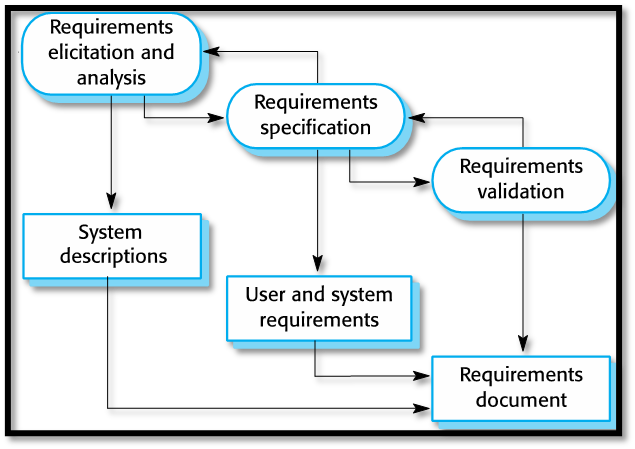 Requirements
elicitation and
analysis
Requirements
specification
Requirements
validation
System
descriptions
User and system
requirements
Requirements
document